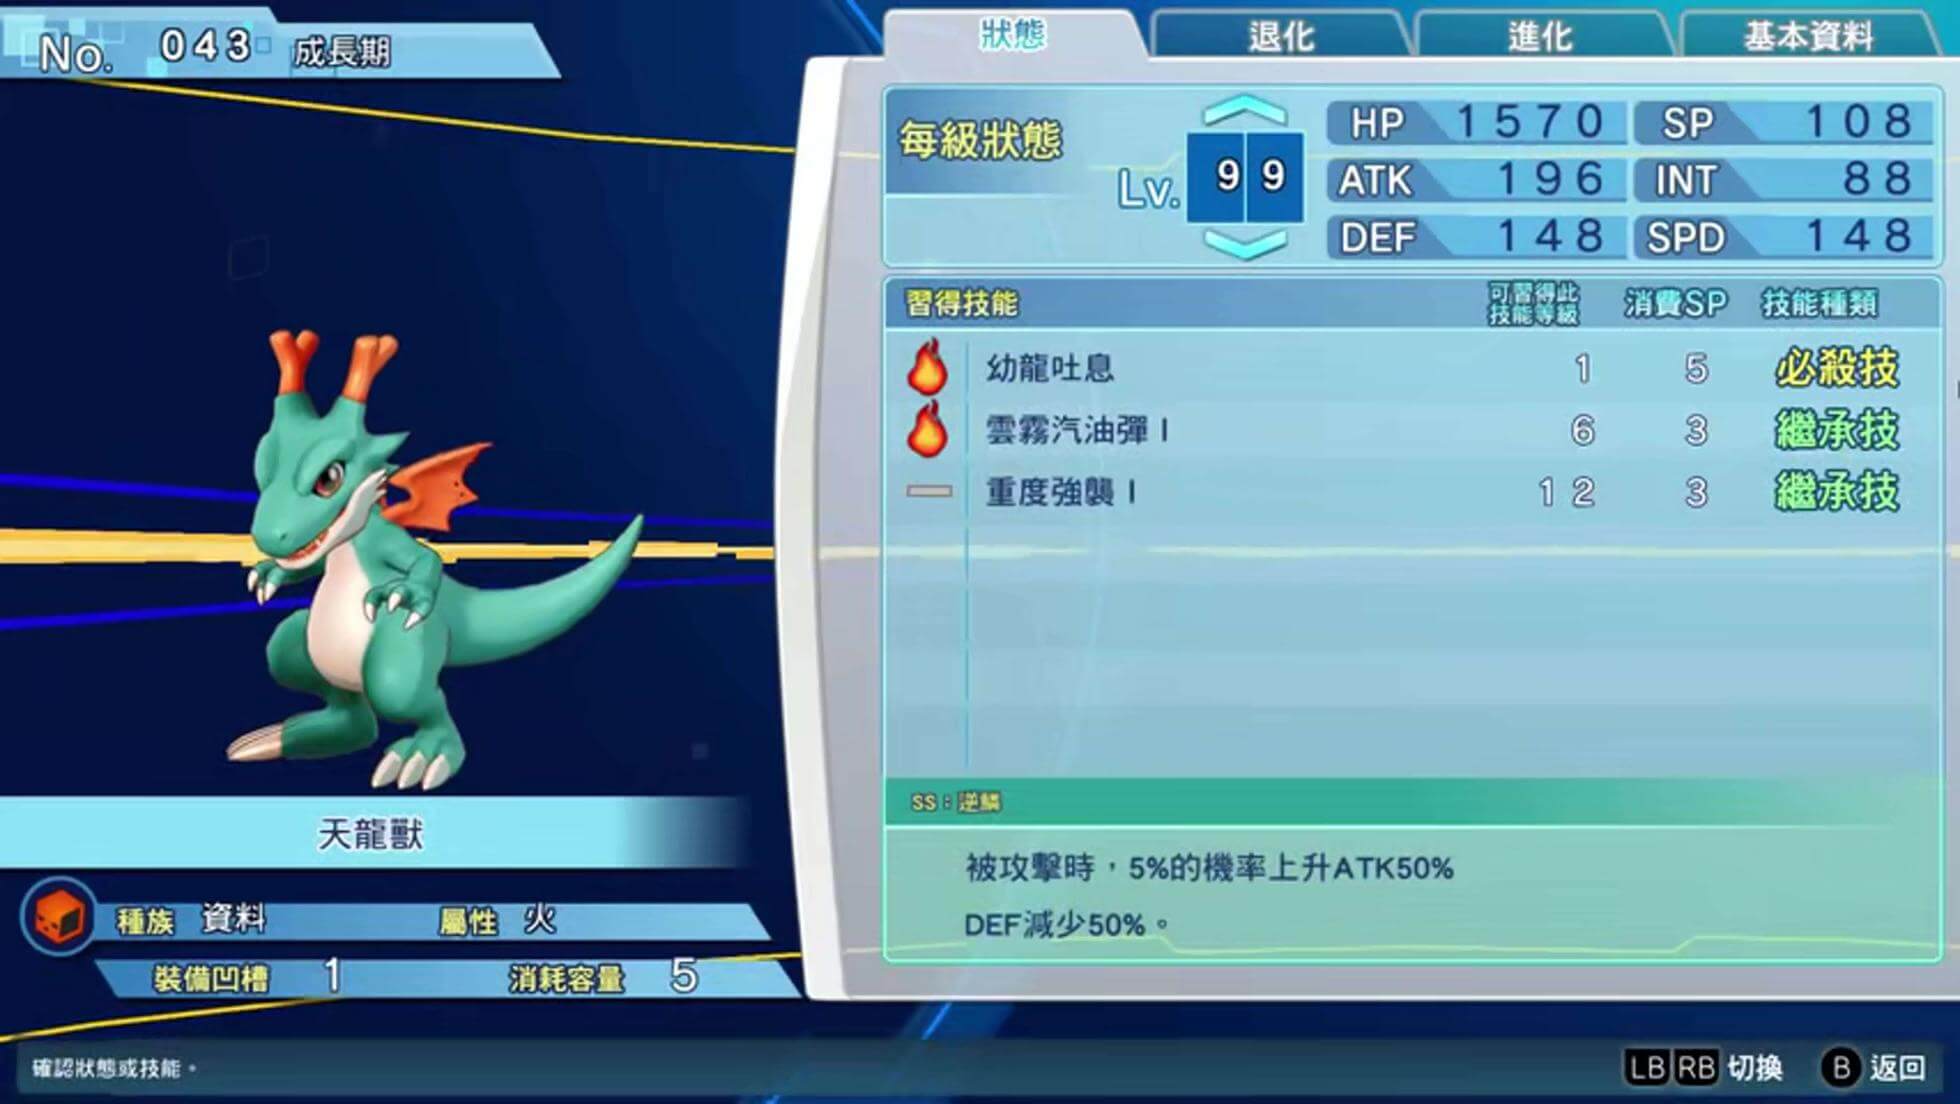 No. 043 成長期
狀態 退化 進化 基本資料
每級狀態
Lv. 99
HP 1570 SP 108
ATK 196 INT 88
DEF 148 SPD 148
習得技能 可習得此技能等級 消費SP 技能種類
幼龍吐息 1 5 必殺技
雲霧汽油彈 I 6 3 繼承技
重度強襲 I 12 3 繼承技
SS：逆鱗
被攻擊時，5%的機率上升ATK50%
DEF減少50%。
天龍獸
種族 資料 屬性 火
裝備凹槽 1 消耗容量 5
確認狀態或技能。
LB RB 切換 B 返回